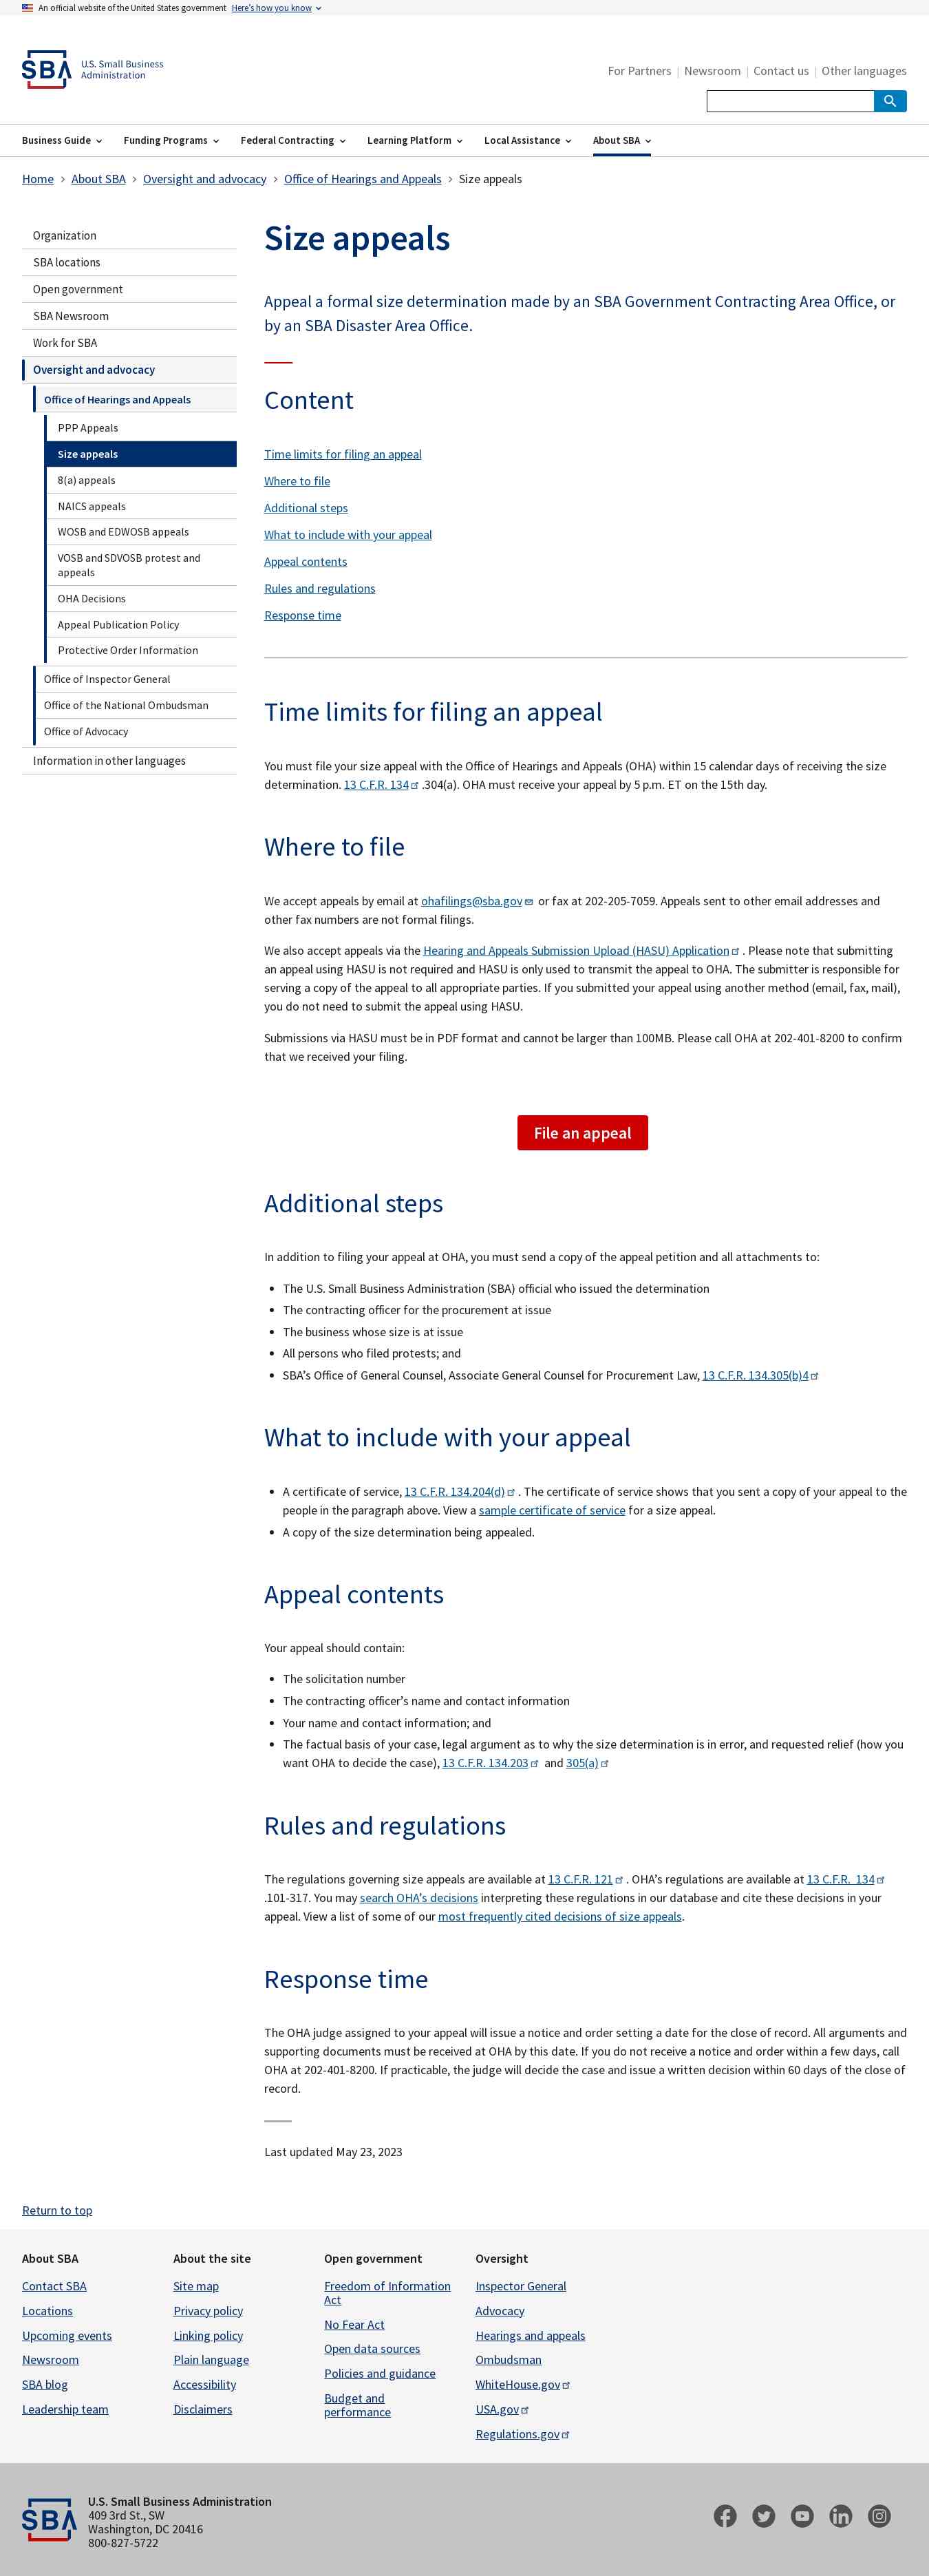 An official website of the United States government Here's how you know
SBA U.S. Small Business
Administration
For Partners | Newsroom | Contact us | Other languages
Business Guide Funding Programs Federal Contracting Learning Platform Local Assistance About SBA
Home > About SBA > Oversight and advocacy > Office of Hearings and Appeals > Size appeals
Organization
SBA locations
Open government
SBA Newsroom
Work for SBA
Oversight and advocacy
Office of Hearings and Appeals
PPP Appeals
Size appeals
8(a) appeals
NAICS appeals
WOSB and EDWOSB appeals
VOSB and SDVOSB protest and
appeals
OHA Decisions
Appeal Publication Policy
Protective Order Information
Office of Inspector General
Office of the National Ombudsman
Office of Advocacy
Information in other languages
Size appeals
Appeal a formal size determination made by an SBA Government Contracting Area Office, or
by an SBA Disaster Area Office.
Content
Time limits for filing an appeal
Where to file
Additional steps
What to include with your appeal
Appeal contents
Rules and regulations
Response time
Time limits for filing an appeal
You must file your size appeal with the Office of Hearings and Appeals (OHA) within 15 calendar days of receiving the size
determination. 13 C.F.R. 134 .304(a). OHA must receive your appeal by 5 p.m. ET on the 15th day.
Where to file
We accept appeals by email at ohafilings@sba.gov or fax at 202-205-7059. Appeals sent to other email addresses and
other fax numbers are not formal filings.
We also accept appeals via the Hearing and Appeals Submission Upload (HASU) Application . Please note that submitting
an appeal using HASU is not required and HASU is only used to transmit the appeal to OHA. The submitter is responsible for
serving a copy of the appeal to all appropriate parties. If you submitted your appeal using another method (email, fax, mail),
you do not need to submit the appeal using HASU.
Submissions via HASU must be in PDF format and cannot be larger than 100MB. Please call OHA at 202-401-8200 to confirm
that we received your filing.
File an appeal
Additional steps
In addition to filing your appeal at OHA, you must send a copy of the appeal petition and all attachments to:
• The U.S. Small Business Administration (SBA) official who issued the determination
• The contracting officer for the procurement at issue
• The business whose size is at issue
• All persons who filed protests; and
• SBA's Office of General Counsel, Associate General Counsel for Procurement Law, 13 C.F.R. 134.305(b)4
What to include with your appeal
• A certificate of service, 13 C.F.R. 134.204(d) . The certificate of service shows that you sent a copy of your appeal to the
people in the paragraph above. View a sample certificate of service for a size appeal.
• A copy of the size determination being appealed.
Appeal contents
Your appeal should contain:
• The solicitation number
• The contracting officer's name and contact information
• Your name and contact information; and
• The factual basis of your case, legal argument as to why the size determination is in error, and requested relief (how you
want OHA to decide the case), 13 C.F.R. 134.203 and 305(a)
Rules and regulations
The regulations governing size appeals are available at 13 C.F.R. 121 . OHA's regulations are available at 13 C.F.R. 134
.101-317. You may search OHA's decisions interpreting these regulations in our database and cite these decisions in your
appeal. View a list of some of our most frequently cited decisions of size appeals.
Response time
The OHA judge assigned to your appeal will issue a notice and order setting a date for the close of record. All arguments and
supporting documents must be received at OHA by this date. If you do not receive a notice and order within a few days, call
OHA at 202-401-8200. If practicable, the judge will decide the case and issue a written decision within 60 days of the close of
record.
Last updated May 23, 2023
Return to top
About SBA
Contact SBA
Locations
Upcoming events
Newsroom
SBA blog
Leadership team
About the site
Site map
Privacy policy
Linking policy
Plain language
Accessibility
Disclaimers
Open government
Freedom of Information
Act
No Fear Act
Open data sources
Policies and guidance
Budget and
performance
Oversight
Inspector General
Advocacy
Hearings and appeals
Ombudsman
WhiteHouse.gov
USA.gov
Regulations.gov
SBA
U.S. Small Business Administration
409 3rd St., SW
Washington, DC 20416
800-827-5722